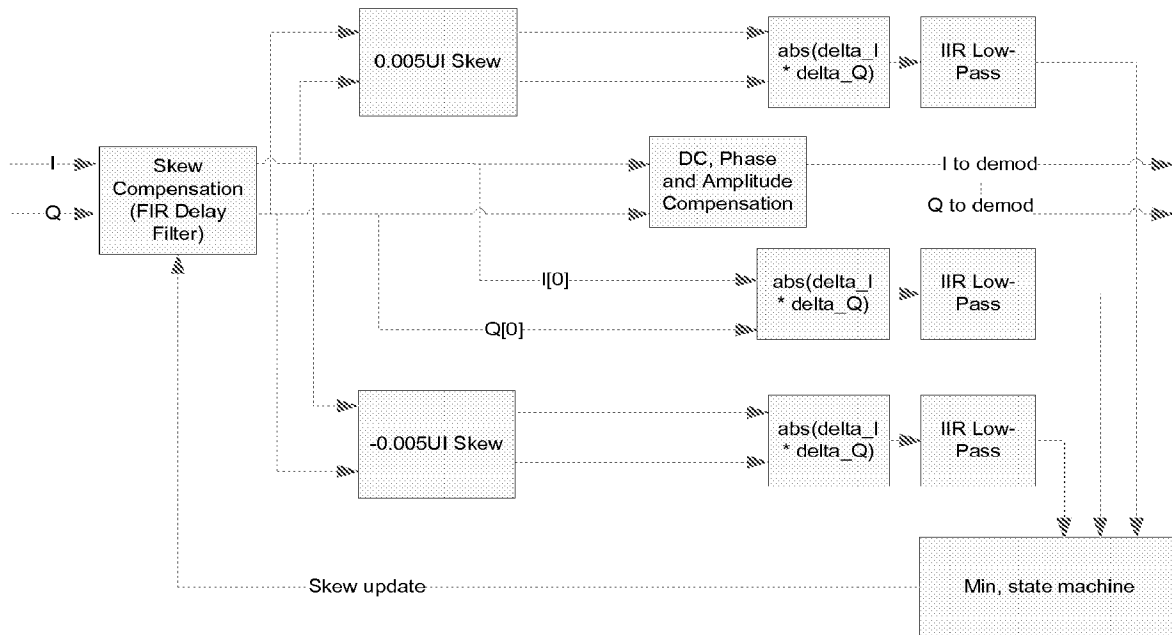 0.005UI Skew
abs(delta_I
* delta_Q)
IIR Low-
Pass
I
Q
Skew
Compensation
(FIR Delay
Filter)
DC, Phase
and Amplitude
Compensation
I to demod
Q to demod
I[0]
Q[0]
abs(delta_I
* delta_Q)
IIR Low-
Pass
-0.005UI Skew
abs(delta_I
* delta_Q)
IIR Low-
Pass
Skew update
Min, state machine